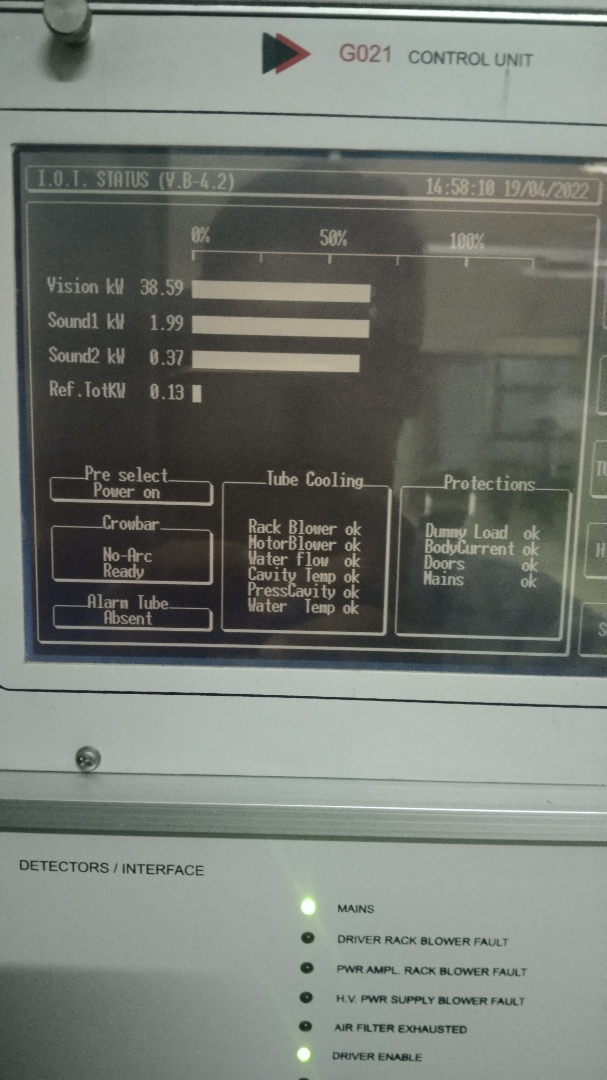 G021 CONTROL UNIT
I.O.T. STATUS (V.B-4.2) 14:58:10 19/04/2022
0% 50% 100%
Vision kW 38.59
Sound1 kW 1.99
Sound2 kW 0.37
Ref.TotKW 0.13
Pre select
Power on
Crowbar
No-Arc
Ready
Alarm Tube
Absent
Tube Cooling
Rack Blower ok
MotorBlower ok
Water flow ok
Cavity Temp ok
PressCavity ok
Water Temp ok
Protections
Dummy Load ok
BodyCurrent ok
Doors ok
Mains ok
DETECTORS / INTERFACE
MAINS
DRIVER RACK BLOWER FAULT
PWR AMPL. RACK BLOWER FAULT
H.V. PWR SUPPLY BLOWER FAULT
AIR FILTER EXHAUSTED
DRIVER ENABLE